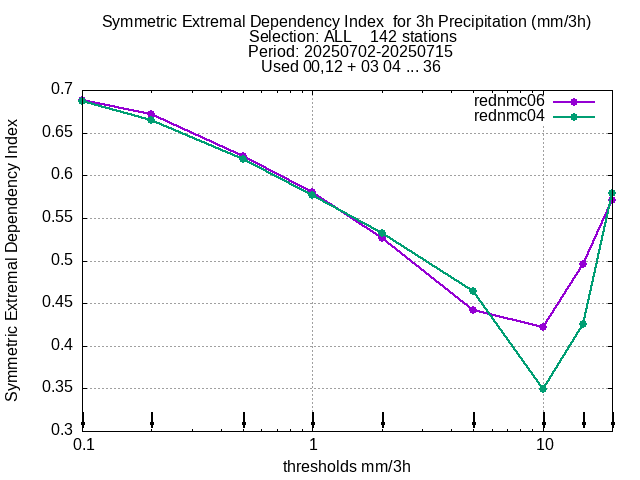 Symmetric Extremal Dependency Index  for 3h Precipitation (mm/3h)
Selection: ALL    142 stations
Period: 20250702-20250715
Used 00,12 + 03 04 ... 36
rednmc06
rednmc04
Symmetric Extremal Dependency Index
0.7
0.65
0.6
0.55
0.5
0.45
0.4
0.35
0.3
0.1 1 10
thresholds mm/3h